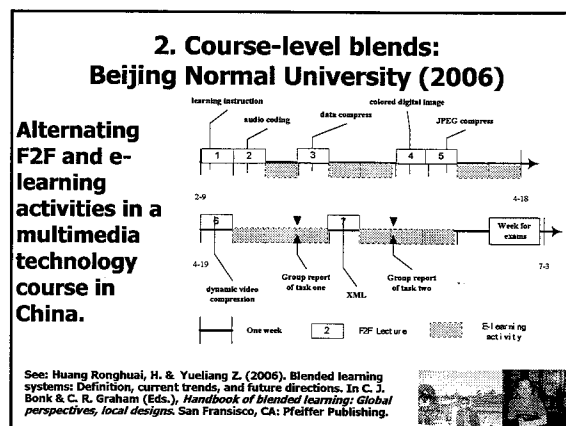 2. Course-level blends:
Beijing Normal University (2006)
Alternating
F2F and e-
learning
activities in a
multimedia
technology
course in
China.
learning instruction
audio coding
data compress
colored digital image
JPEG compress
1 2 3 4 5
2-9 4-18
6 7 Week for
exams
4-19 7-3
dynamic video
compression
Group report
of task one
XML
Group report
of task two
One week 2 F2F Lecture E-learning
activity
See: Huang Ronghuai, H. & Yueliang Z. (2006). Blended learning
systems: Definition, current trends, and future directions. In C. J.
Bonk & C. R. Graham (Eds.), Handbook of blended learning: Global
perspectives, local designs. San Fransisco, CA: Pfeiffer Publishing.